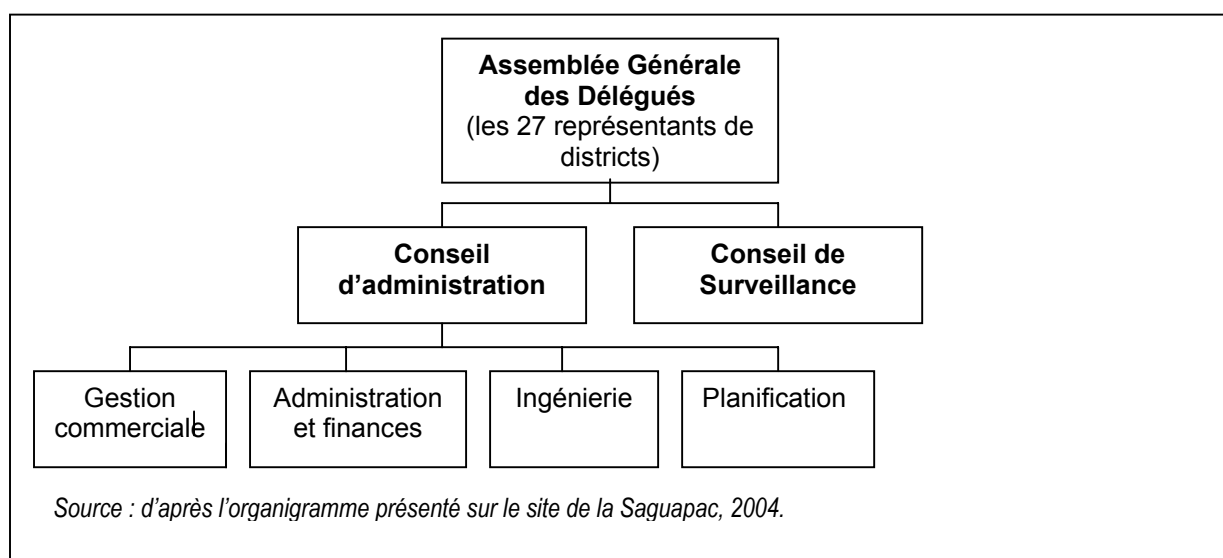 Assemblée Générale
des Délégués
(les 27 représentants de
districts)
Conseil
d’administration
Conseil de
Surveillance
Gestion
commerciale
Administration
et finances
Ingénierie
Planification
Source : d’après l’organigramme présenté sur le site de la Saguapac, 2004.